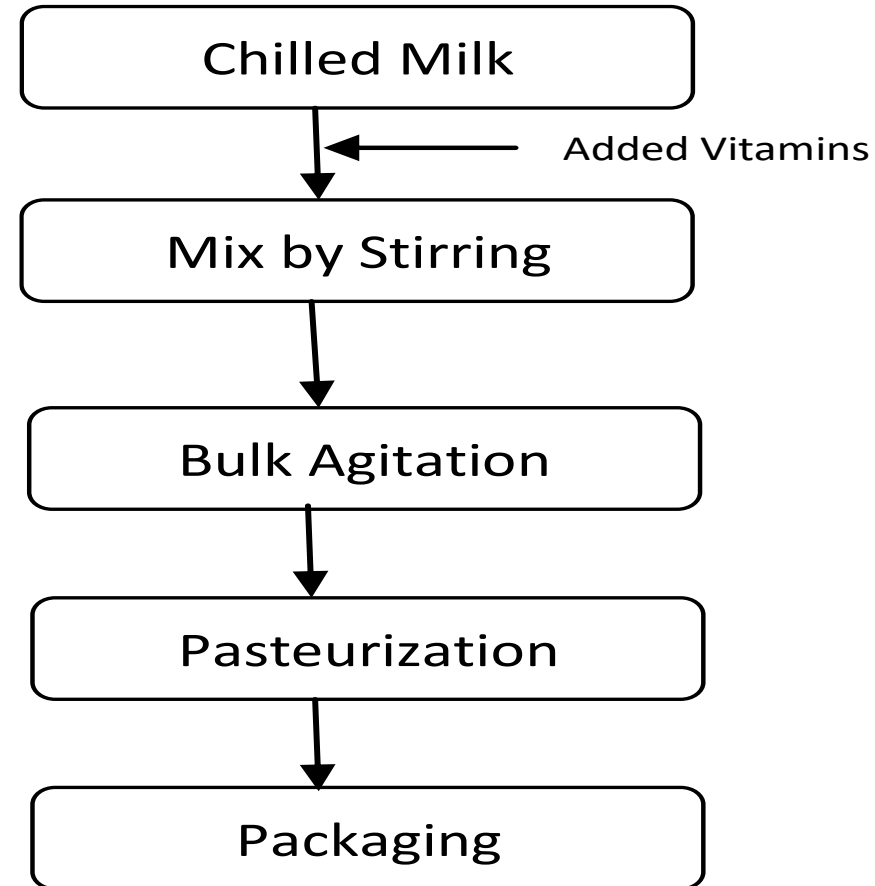 Chilled Milk
Added Vitamins
Mix by Stirring
Bulk Agitation
Pasteurization
Packaging